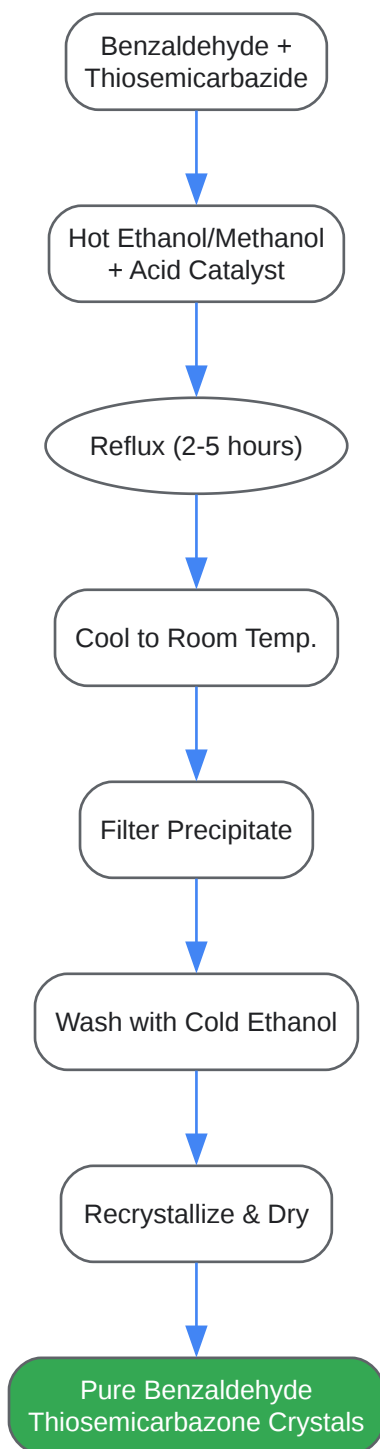 Benzaldehyde +
Thiosemicarbazide
Hot Ethanol/Methanol
+ Acid Catalyst
Reflux (2-5 hours)
Cool to Room Temp.
Filter Precipitate
Wash with Cold Ethanol
Recrystallize & Dry
Pure Benzaldehyde
Thiosemicarbazone Crystals